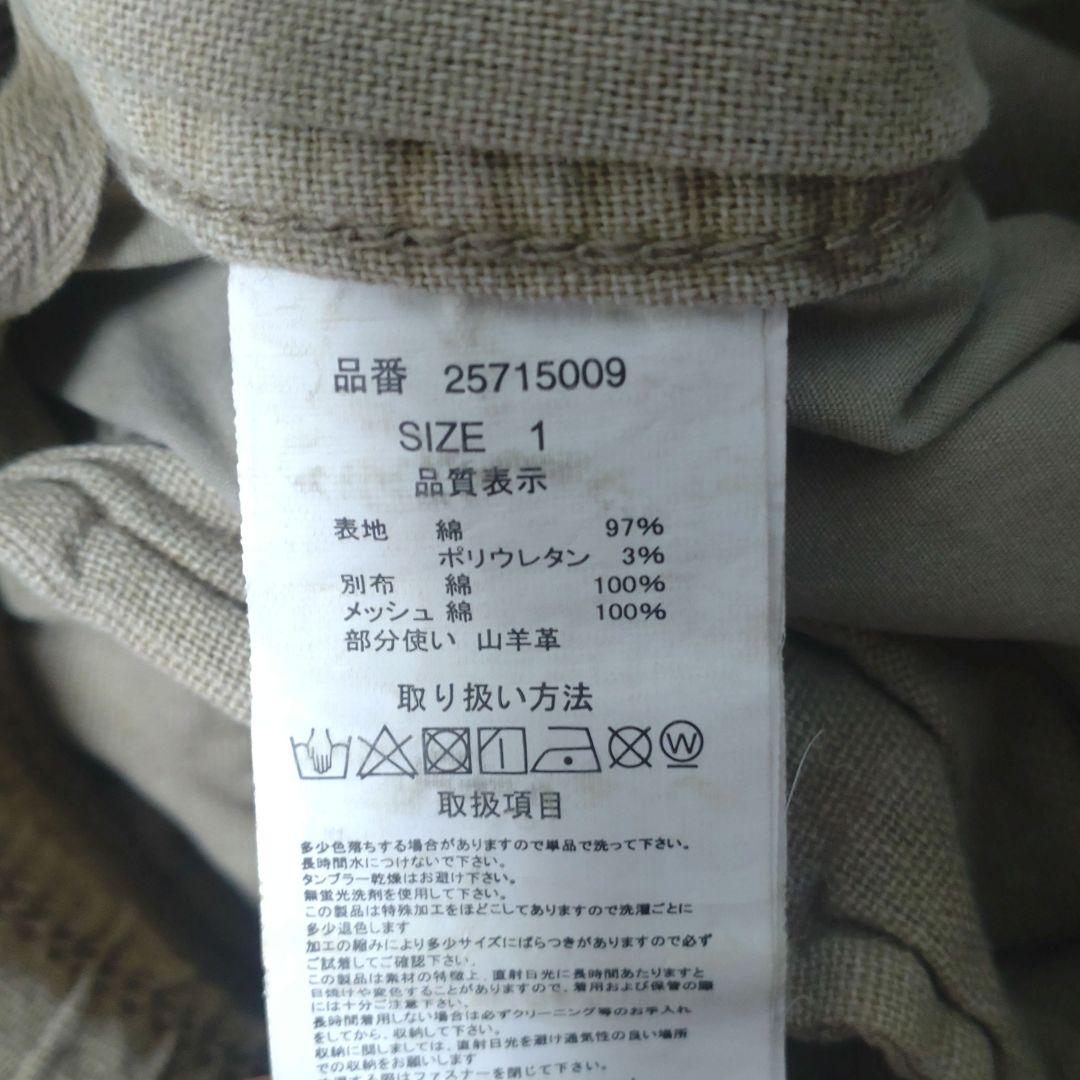 品番 25715009
SIZE 1
品質表示
表地 綿 97%
ポリウレタン 3%
別布 綿 100%
メッシュ 綿 100%
部分使い 山羊革
取り扱い方法
W
取扱項目
多少色落ちする場合がありますので単品で洗って下さい。
長時間水につけないで下さい。
タンブラー乾燥はお避け下さい。
無蛍光洗剤を使用して下さい。
この製品は特殊加工をほどこしてありますので洗濯ごとに
多少退色します
加工の縮みにより多少サイズにばらつきがありますので必ず
ご試着してご確認下さい。
この製品は素材の特徴上、直射日光に長時間あたりますと
日焼けや変色することがありますので、着用および保管の際
には十分ご注意下さい。
長時間着用しない場合は必ずクリーニング等のお手入れ
をしてから、収納して下さい。
収納に関しましては、直射日光を避け通気性の良い場所
での収納をお願いします
際はファスナーを閉じて下さい。